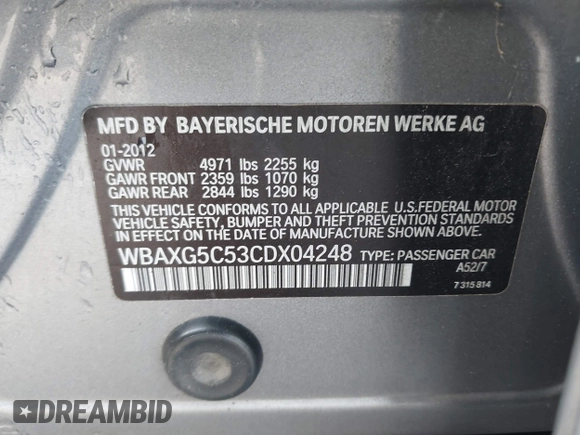 MFD BY BAYERISCHE MOTOREN WERKE AG
01-2012
GVWR 4971 lbs 2255 kg
GAWR FRONT 2359 lbs 1070 kg
GAWR REAR 2844 lbs 1290 kg
THIS VEHICLE CONFORMS TO ALL APPLICABLE U.S.FEDERAL MOTOR
VEHICLE SAFETY, BUMPER AND THEFT PREVENTION STANDARDS
IN EFFECT ON THE DATE OF MANUFACTURE SHOWN ABOVE.
WBAXG5C53CDX04248 TYPE: PASSENGER CAR
A52/7
7 315 814
DREAMBID